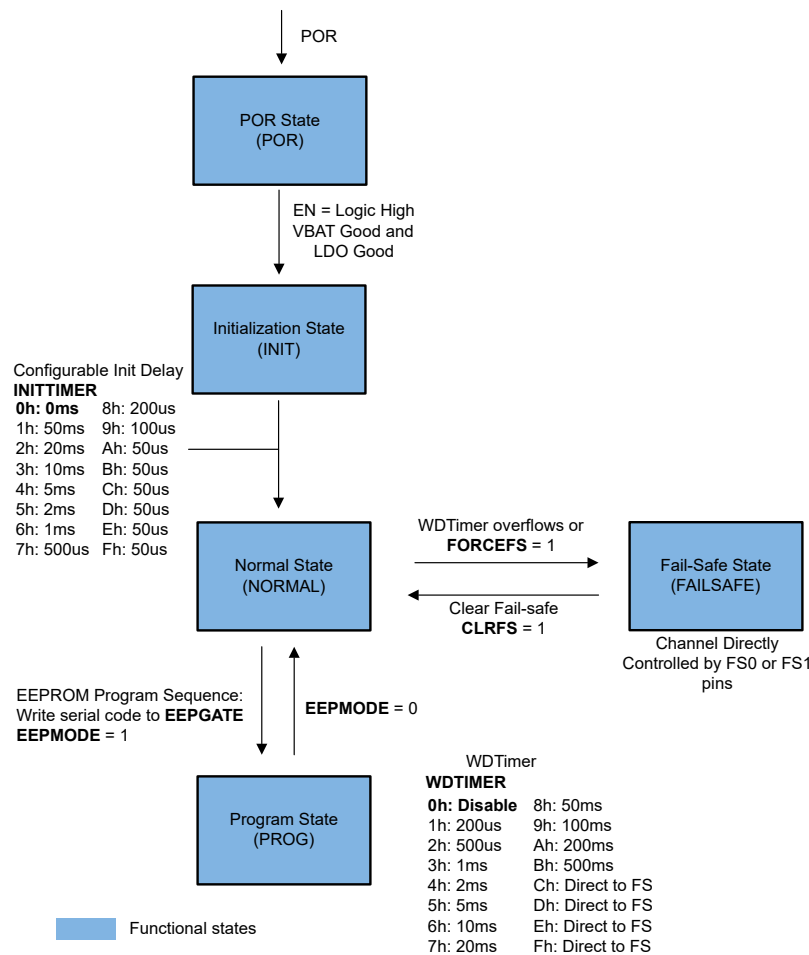 POR
POR State
(POR)
EN = Logic High
VBAT Good and
LDO Good
Initialization State
(INIT)
Configurable Init Delay
INITTIMER
0h: 0ms 8h: 200us
1h: 50ms 9h: 100us
2h: 20ms Ah: 50us
3h: 10ms Bh: 50us
4h: 5ms Ch: 50us
5h: 2ms Dh: 50us
6h: 1ms Eh: 50us
7h: 500us Fh: 50us
Normal State
(NORMAL)
WDTimer overflows or
FORCEFS = 1
Clear Fail-safe
CLRFS = 1
Fail-Safe State
(FAILSAFE)
Channel Directly
Controlled by FS0 or FS1
pins
EEPROM Program Sequence:
Write serial code to EEPGATE
EEPMODE = 1
EEPMODE = 0
Program State
(PROG)
WDTimer
WDTIMER
0h: Disable 8h: 50ms
1h: 200us 9h: 100ms
2h: 500us Ah: 200ms
3h: 1ms Bh: 500ms
4h: 2ms Ch: Direct to FS
5h: 5ms Dh: Direct to FS
6h: 10ms Eh: Direct to FS
7h: 20ms Fh: Direct to FS
Functional states